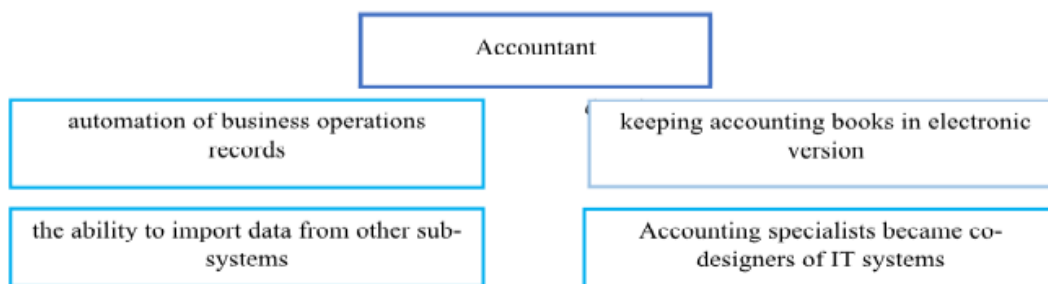 Accountant
automation of business operations
records
keeping accounting books in electronic
version
the ability to import data from other sub-
systems
Accounting specialists became co-
designers of IT systems